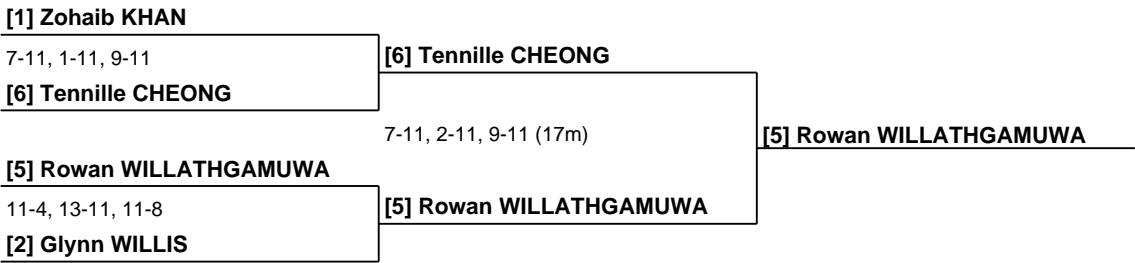 [1] Zohaib KHAN
7-11, 1-11, 9-11
[6] Tennille CHEONG
[6] Tennille CHEONG
7-11, 2-11, 9-11 (17m)
[5] Rowan WILLATHGAMUWA
[5] Rowan WILLATHGAMUWA
11-4, 13-11, 11-8
[5] Rowan WILLATHGAMUWA
[2] Glynn WILLIS